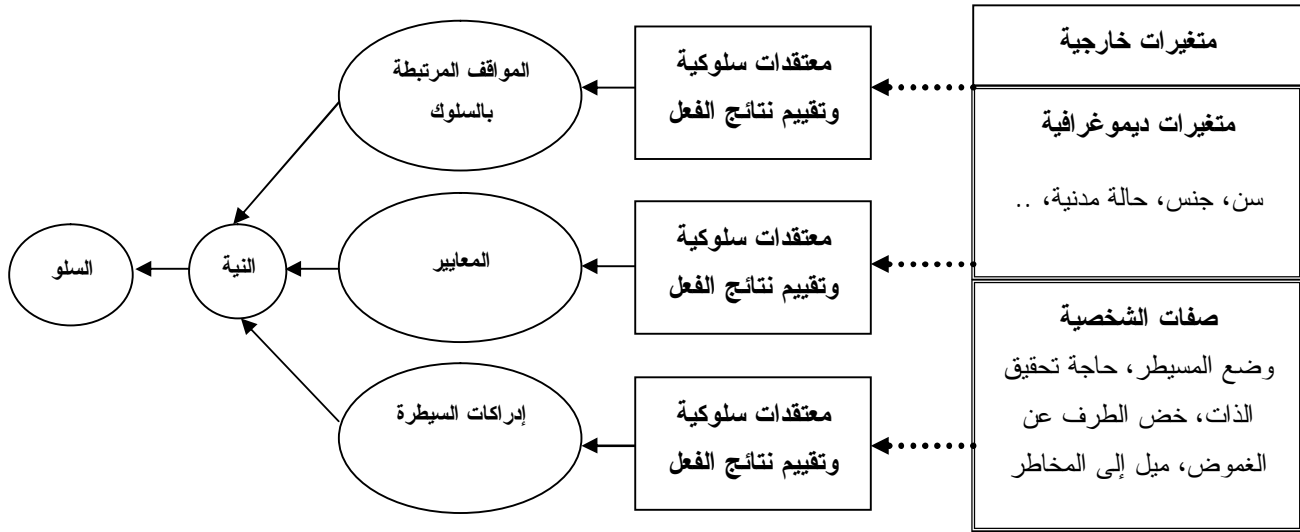 متغيرات خارجية
متغيرات ديموغرافية
سن، جنس، حالة مدنية، ..
صفات الشخصية
وضع المسيطر، حاجة تحقيق
الذات، خض الطرف عن
الغموض، ميل إلى المخاطر
معتقدات سلوكية
وتقييم نتائج الفعل
معتقدات سلوكية
وتقييم نتائج الفعل
معتقدات سلوكية
وتقييم نتائج الفعل
المواقف المرتبطة
بالسلوك
المعايير
إدراكات السيطرة
النية
السلو